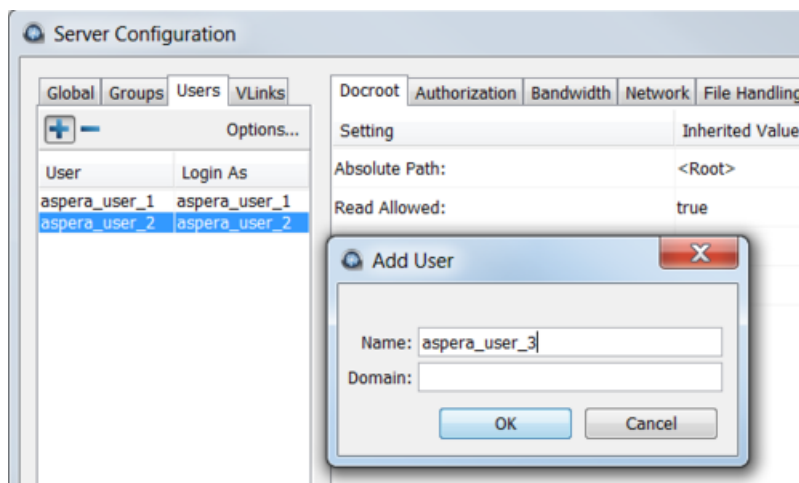 Server Configuration
Global Groups Users VLinks
Options...
User Login As
aspera_user_1 aspera_user_1
aspera_user_2 aspera_user_2
Docroot Authorization Bandwidth Network File Handling
Setting Inherited Value
Absolute Path: <Root>
Read Allowed: true
Add User
Name: aspera_user_3
Domain:
OK Cancel